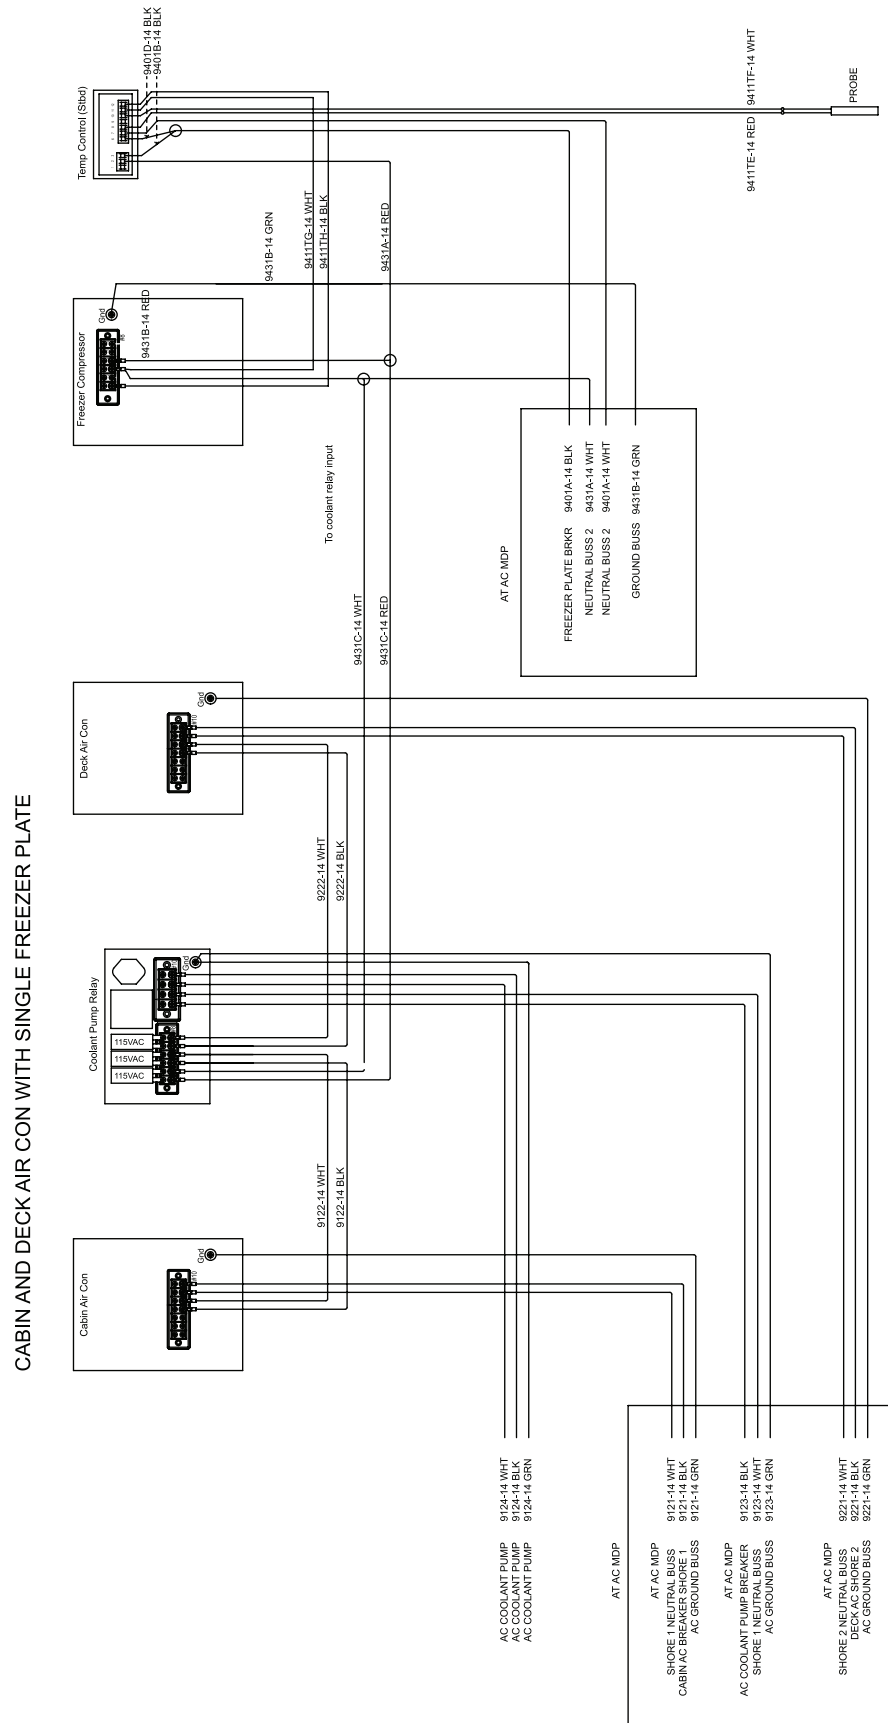 CABIN AND DECK AIR CON WITH SINGLE FREEZER PLATE
Cabin Air Con
Gnd
#10
Coolant Pump Relay
115VAC
115VAC
115VAC
Gnd
Deck Air Con
Gnd
#10
Freezer Compressor
Gnd
Temp Control (Stbd)
9401D-14 BLK
9401B-14 BLK
9431B-14 RED
9431B-14 GRN
9411TG-14 WHT
9411TH-14 BLK
9431A-14 RED
To coolant relay input
9431C-14 WHT
9431C-14 RED
9222-14 WHT
9222-14 BLK
9122-14 WHT
9122-14 BLK
9411TE-14 RED
9411TF-14 WHT
PROBE
AT AC MDP
FREEZER PLATE BRKR 9401A-14 BLK
NEUTRAL BUSS 2 9431A-14 WHT
NEUTRAL BUSS 2 9401A-14 WHT
GROUND BUSS 9431B-14 GRN
AC COOLANT PUMP 9124-14 WHT
AC COOLANT PUMP 9124-14 BLK
AC COOLANT PUMP 9124-14 GRN
AT AC MDP
AT AC MDP
SHORE 1 NEUTRAL BUSS 9121-14 WHT
CABIN AC BREAKER SHORE 1 9121-14 BLK
AC GROUND BUSS 9121-14 GRN
AT AC MDP
AC COOLANT PUMP BREAKER 9123-14 BLK
SHORE 1 NEUTRAL BUSS 9123-14 WHT
AC GROUND BUSS 9123-14 GRN
AT AC MDP
SHORE 2 NEUTRAL BUSS 9221-14 WHT
DECK AC SHORE 2 9221-14 BLK
AC GROUND BUSS 9221-14 GRN